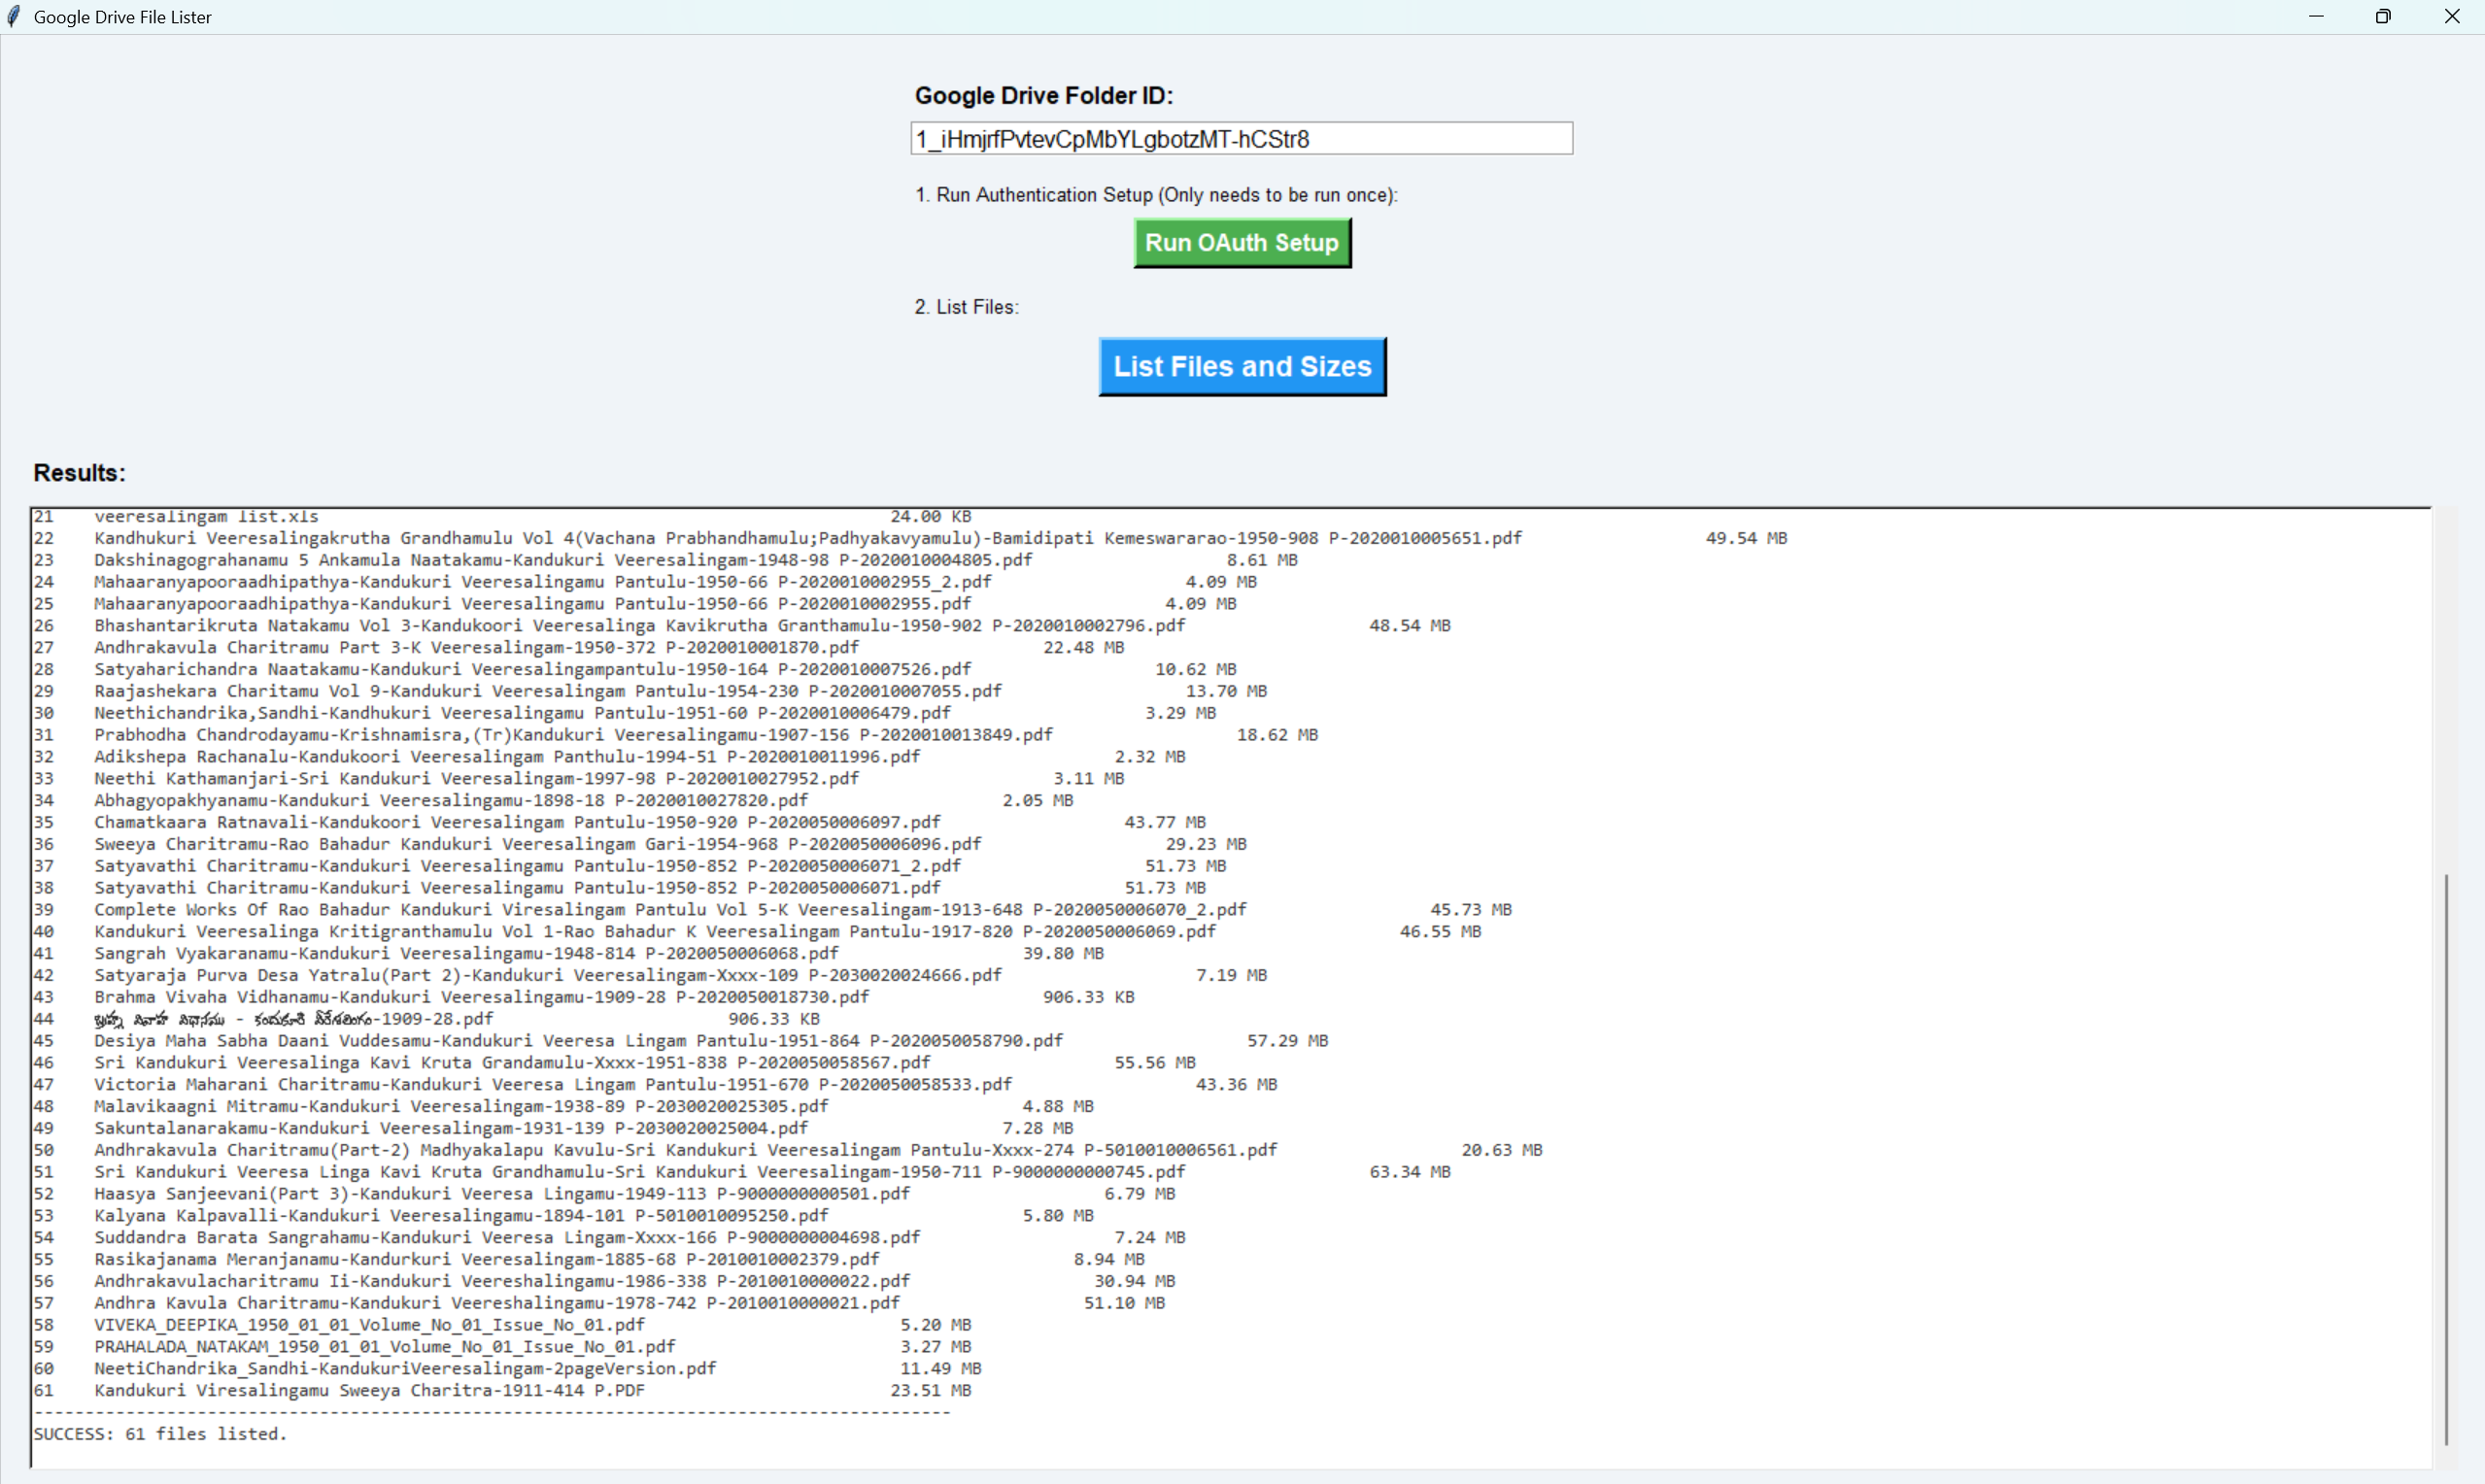 Google Drive File Lister
Google Drive Folder ID:
1_iHmjrfPvtevCpMbYLgbotzMT-hCStr8
1. Run Authentication Setup (Only needs to be run once):
Run OAuth Setup
2. List Files:
List Files and Sizes
Results:
21 veeresalingam list.xls 24.00 KB
22 Kandhukuri Veeresalingakrutha Grandhamulu Vol 4(Vachana Prabhandhamulu;Padhyakavyamulu)-Bamidipati Kemeswararao-1950-908 P-2020010005651.pdf 49.54 MB
23 Dakshinagograhanamu 5 Ankamula Naatakamu-Kandukuri Veeresalingam-1948-98 P-2020010004805.pdf 8.61 MB
24 Mahaaranyapooraadhipathya-Kandukuri Veeresalingamu Pantulu-1950-66 P-2020010002955_2.pdf 4.09 MB
25 Mahaaranyapooraadhipathya-Kandukuri Veeresalingamu Pantulu-1950-66 P-2020010002955.pdf 4.09 MB
26 Bhashantarikruta Natakamu Vol 3-Kandukoori Veeresalinga Kavikrutha Granthamulu-1950-902 P-2020010002796.pdf 48.54 MB
27 Andhrakavula Charitramu Part 3-K Veeresalingam-1950-372 P-2020010001870.pdf 22.48 MB
28 Satyaharichandra Naatakamu-Kandukuri Veeresalingampantulu-1950-164 P-2020010007526.pdf 10.62 MB
29 Raajashekara Charitamu Vol 9-Kandukuri Veeresalingam Pantulu-1954-230 P-2020010007055.pdf 13.70 MB
30 Neethichandrika,Sandhi-Kandhukuri Veeresalingamu Pantulu-1951-60 P-2020010006479.pdf 3.29 MB
31 Prabhodha Chandrodayamu-Krishnamisra,(Tr)Kandukuri Veeresalingamu-1907-156 P-2020010013849.pdf 18.62 MB
32 Adikshepa Rachanalu-Kandukoori Veeresalingam Panthulu-1994-51 P-2020010011996.pdf 2.32 MB
33 Neethi Kathamanjari-Sri Kandukuri Veeresalingam-1997-98 P-2020010027952.pdf 3.11 MB
34 Abhagyopakhyanamu-Kandukuri Veeresalingamu-1898-18 P-2020010027820.pdf 2.05 MB
35 Chamatkaara Ratnavali-Kandukoori Veeresalingam Pantulu-1950-920 P-2020050006097.pdf 43.77 MB
36 Sweeya Charitramu-Rao Bahadur Kandukuri Veeresalingam Gari-1954-968 P-2020050006096.pdf 29.23 MB
37 Satyavathi Charitramu-Kandukuri Veeresalingamu Pantulu-1950-852 P-2020050006071_2.pdf 51.73 MB
38 Satyavathi Charitramu-Kandukuri Veeresalingamu Pantulu-1950-852 P-2020050006071.pdf 51.73 MB
39 Complete Works Of Rao Bahadur Kandukuri Viresalingam Pantulu Vol 5-K Veeresalingam-1913-648 P-2020050006070_2.pdf 45.73 MB
40 Kandukuri Veeresalinga Kritigranthamulu Vol 1-Rao Bahadur K Veeresalingam Pantulu-1917-820 P-2020050006069.pdf 46.55 MB
41 Sangrah Vyakaranamu-Kandukuri Veeresalingamu-1948-814 P-2020050006068.pdf 39.80 MB
42 Satyaraja Purva Desa Yatralu(Part 2)-Kandukuri Veeresalingam-Xxxx-109 P-2030020024666.pdf 7.19 MB
43 Brahma Vivaha Vidhanamu-Kandukuri Veeresalingamu-1909-28 P-2020050018730.pdf 906.33 KB
44 బ్రహ్మ వివాహ విధానము - కందుకూరి వీరేశలింగం-1909-28.pdf 906.33 KB
45 Desiya Maha Sabha Daani Vuddesamu-Kandukuri Veeresa Lingam Pantulu-1951-864 P-2020050058790.pdf 57.29 MB
46 Sri Kandukuri Veeresalinga Kavi Kruta Grandamulu-Xxxx-1951-838 P-2020050058567.pdf 55.56 MB
47 Victoria Maharani Charitramu-Kandukuri Veeresa Lingam Pantulu-1951-670 P-2020050058533.pdf 43.36 MB
48 Malavikaagni Mitramu-Kandukuri Veeresalingam-1938-89 P-2030020025305.pdf 4.88 MB
49 Sakuntalanarakamu-Kandukuri Veeresalingam-1931-139 P-2030020025004.pdf 7.28 MB
50 Andhrakavula Charitramu(Part-2) Madhyakalapu Kavulu-Sri Kandukuri Veeresalingam Pantulu-Xxxx-274 P-5010010006561.pdf 20.63 MB
51 Sri Kandukuri Veeresa Linga Kavi Kruta Grandhamulu-Sri Kandukuri Veeresalingam-1950-711 P-9000000000745.pdf 63.34 MB
52 Haasya Sanjeevani(Part 3)-Kandukuri Veeresa Lingamu-1949-113 P-9000000000501.pdf 6.79 MB
53 Kalyana Kalpavalli-Kandukuri Veeresalingamu-1894-101 P-5010010095250.pdf 5.80 MB
54 Suddandra Barata Sangrahamu-Kandukuri Veeresa Lingam-Xxxx-166 P-9000000004698.pdf 7.24 MB
55 Rasikajanama Meranjanamu-Kandurkuri Veeresalingam-1885-68 P-2010010002379.pdf 8.94 MB
56 Andhrakavulacharitramu Ii-Kandukuri Veereshalingamu-1986-338 P-2010010000022.pdf 30.94 MB
57 Andhra Kavula Charitramu-Kandukuri Veereshalingamu-1978-742 P-2010010000021.pdf 51.10 MB
58 VIVEKA_DEEPIKA_1950_01_01_Volume_No_01_Issue_No_01.pdf 5.20 MB
59 PRAHALADA_NATAKAM_1950_01_01_Volume_No_01_Issue_No_01.pdf 3.27 MB
60 NeetiChandrika_Sandhi-KandukuriVeeresalingam-2pageVersion.pdf 11.49 MB
61 Kandukuri Viresalingamu Sweeya Charitra-1911-414 P.PDF 23.51 MB
------------------------------------------------------------------------------------------
SUCCESS: 61 files listed.